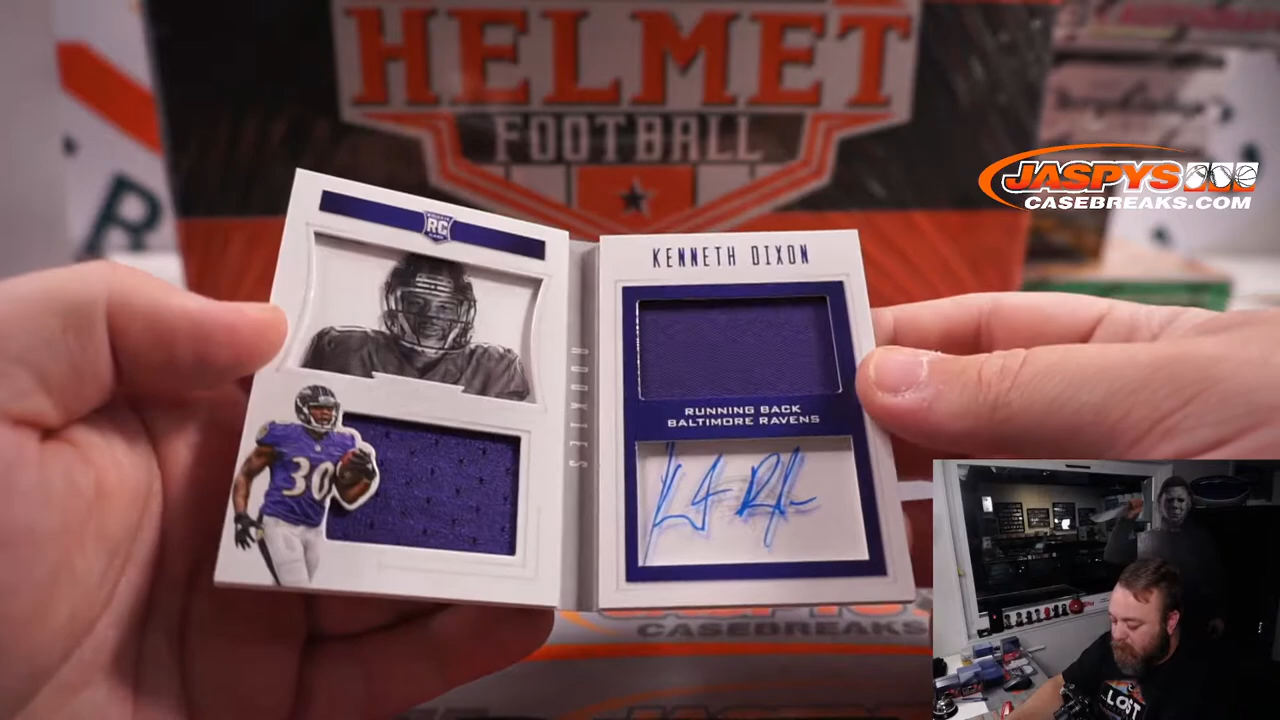 HELMET
FOOTBALL
JASPYS
CASEBREAKS.COM
RC
KENNETH DIXON
ROOKIES
30
RUNNING BACK
BALTIMORE RAVENS
CASEBREAKS
LOST